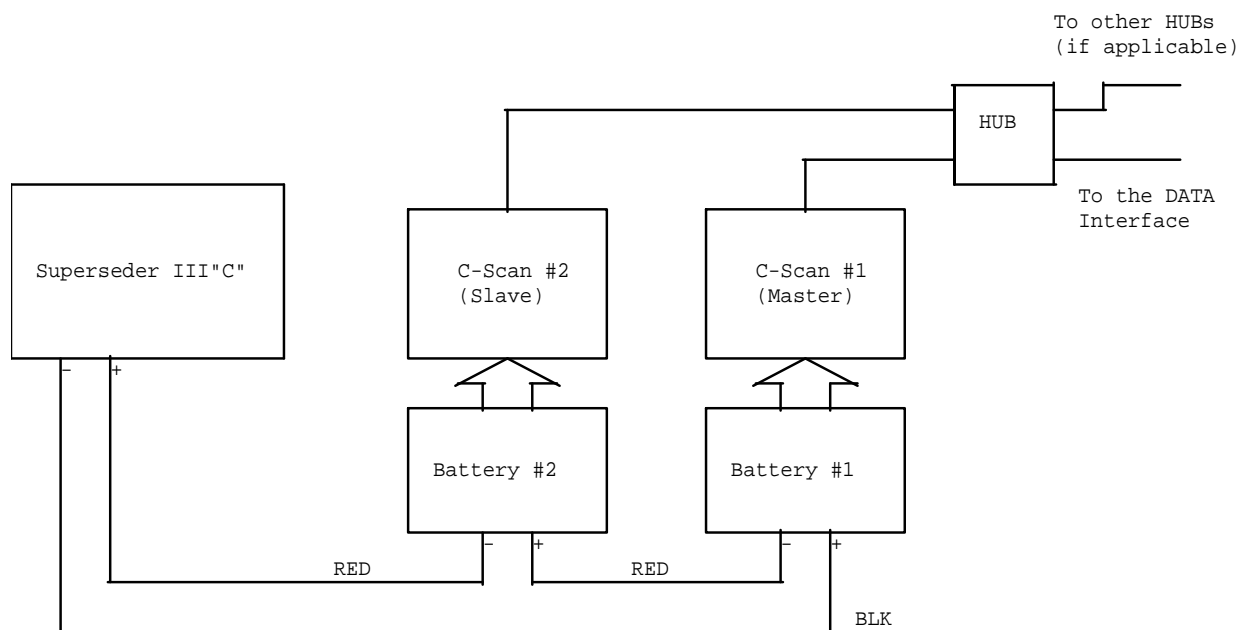 To other HUBs
(if applicable)
HUB
To the DATA
Interface
Superseder III"C"
C-Scan #2
(Slave)
C-Scan #1
(Master)
- +
Battery #2
Battery #1
- +
- +
RED
RED
BLK